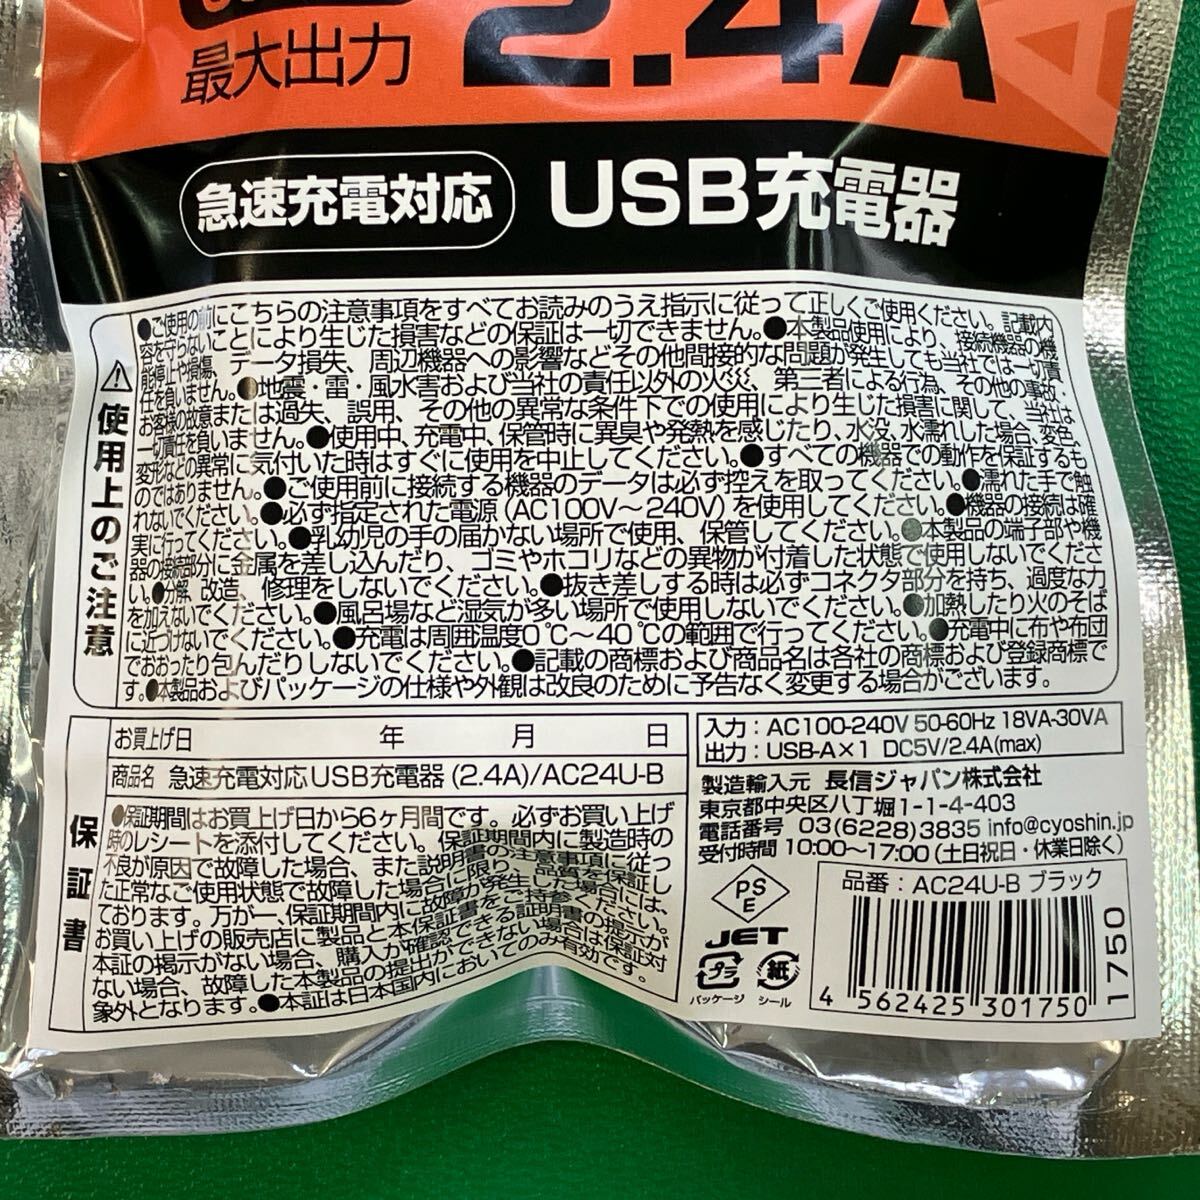 最大出力
2.4A
急速充電対応
USB充電器
⚠使用上のご注意
●ご使用の前にこちらの注意事項をすべてお読みのうえ指示に従って正しくご使用ください。記載内
容を守らないことにより生じた損害などの保証は一切できません。●本製品使用により、接続機器の機
能停止や損傷、データ損失、周辺機器への影響などその他間接的な問題が発生しても当社では一切責
任を負いません。●地震・雷・風水害および当社の責任以外の火災、第三者による行為、その他の事故・
お客様の故意または過失、誤用、その他の異常な条件下での使用により生じた損害に関して、当社は
一切責任を負いません。●使用中、充電中、保管時に異臭や発熱を感じたり、水没、水濡れした場合、変色、
変形などの異常に気付いた時はすぐに使用を中止してください。●すべての機器での動作を保証するも
のではありません。●ご使用前に接続する機器のデータは必ず控えを取ってください。●濡れた手で触
れないでください。●必ず指定された電源（AC100V～240V）を使用してください。●機器の接続は確
実に行ってください。●乳幼児の手の届かない場所で使用、保管してください。●本製品の端子部や機
器の接続部分に金属を差し込んだり、ゴミやホコリなどの異物が付着した状態で使用しないでくださ
い。●分解、改造、修理をしないでください。●抜き差しする時は必ずコネクタ部分を持ち、過度な力
を加えないでください。●風呂場など湿気が多い場所で使用しないでください。●加熱したり火のそば
に近づけないでください。●充電は周囲温度0℃～40℃の範囲で行ってください。●充電中に布や布団
でおおったり包んだりしないでください。●記載の商標および商品名は各社の商標および登録商標で
す。●本製品およびパッケージの仕様や外観は改良のために予告なく変更する場合がございます。
保証書
お買上げ日 年 月 日
商品名 急速充電対応USB充電器（2.4A）/AC24U-B
●保証期間はお買上げ日から6ヶ月間です。必ずお買い上げ
時のレシートを添付してください。保証期間内に製造時の
不良が原因で故障した場合、また説明書の注意事項に従っ
た正常なご使用状態で故障した場合に限り、品質を保証し
ております。万が一、保証期間内に故障が発生した場合には、
お買い上げの販売店に製品と本保証書をご持参ください。
本証の掲示がない場合、購入が確認できる証明書の提示が
ない場合、故障した本製品の提出ができない場合は保証対
象外となります。●本証は日本国内においてのみ有効です。
入力：AC100-240V 50-60Hz 18VA-30VA
出力：USB-A×1 DC5V/2.4A(max)
製造輸入元 長信ジャパン株式会社
東京都中央区八丁堀1-1-4-403
電話番号 03(6228)3835 info@cyoshin.jp
受付時間 10:00～17:00（土日祝日・休業日除く）
PS
E
JET
プラ
パッケージ
紙
シール
品番：AC24U-B ブラック
4 562425 301750
1750